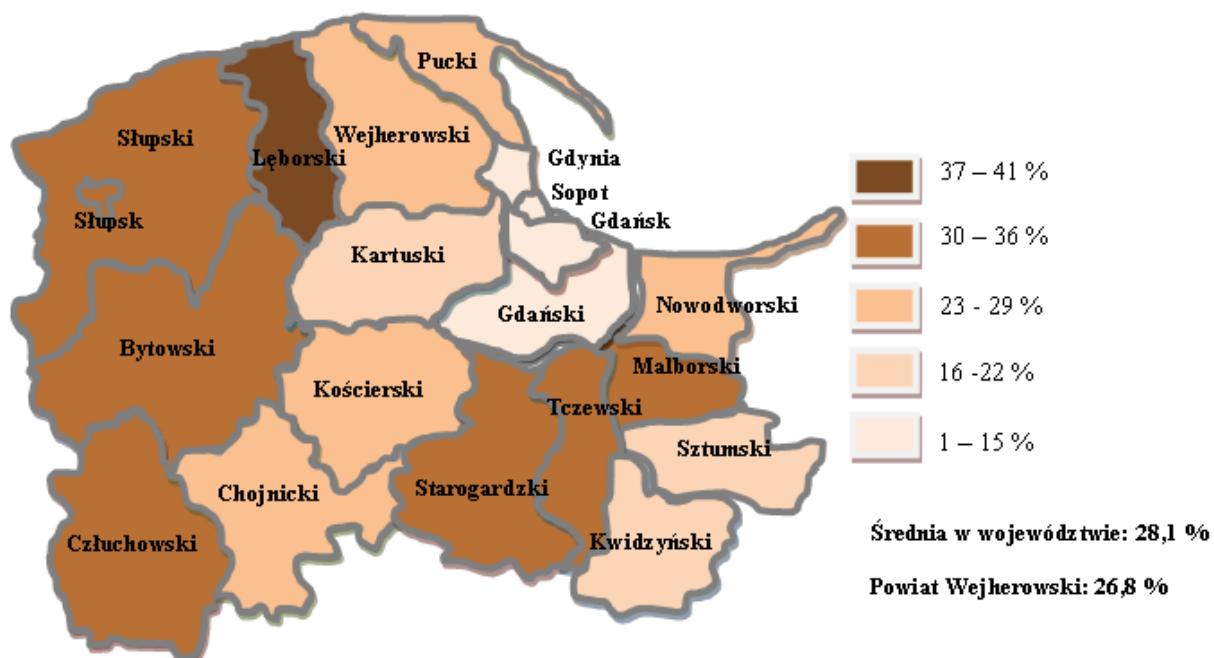 Pucki
Słupski
Wejherowski
Lęborski
Gdynia
Sopot
Słupsk
Gdańsk
Kartuski
Gdański
Nowodworski
Bytowski
Malborski
Kościerski
Tczewski
Sztumski
Chojnicki
Starogardzki
Człuchowski
Kwidzyński
37 – 41 %
30 – 36 %
23 - 29 %
16 -22 %
1 – 15 %
Średnia w województwie: 28,1 %
Powiat Wejherowski: 26,8 %